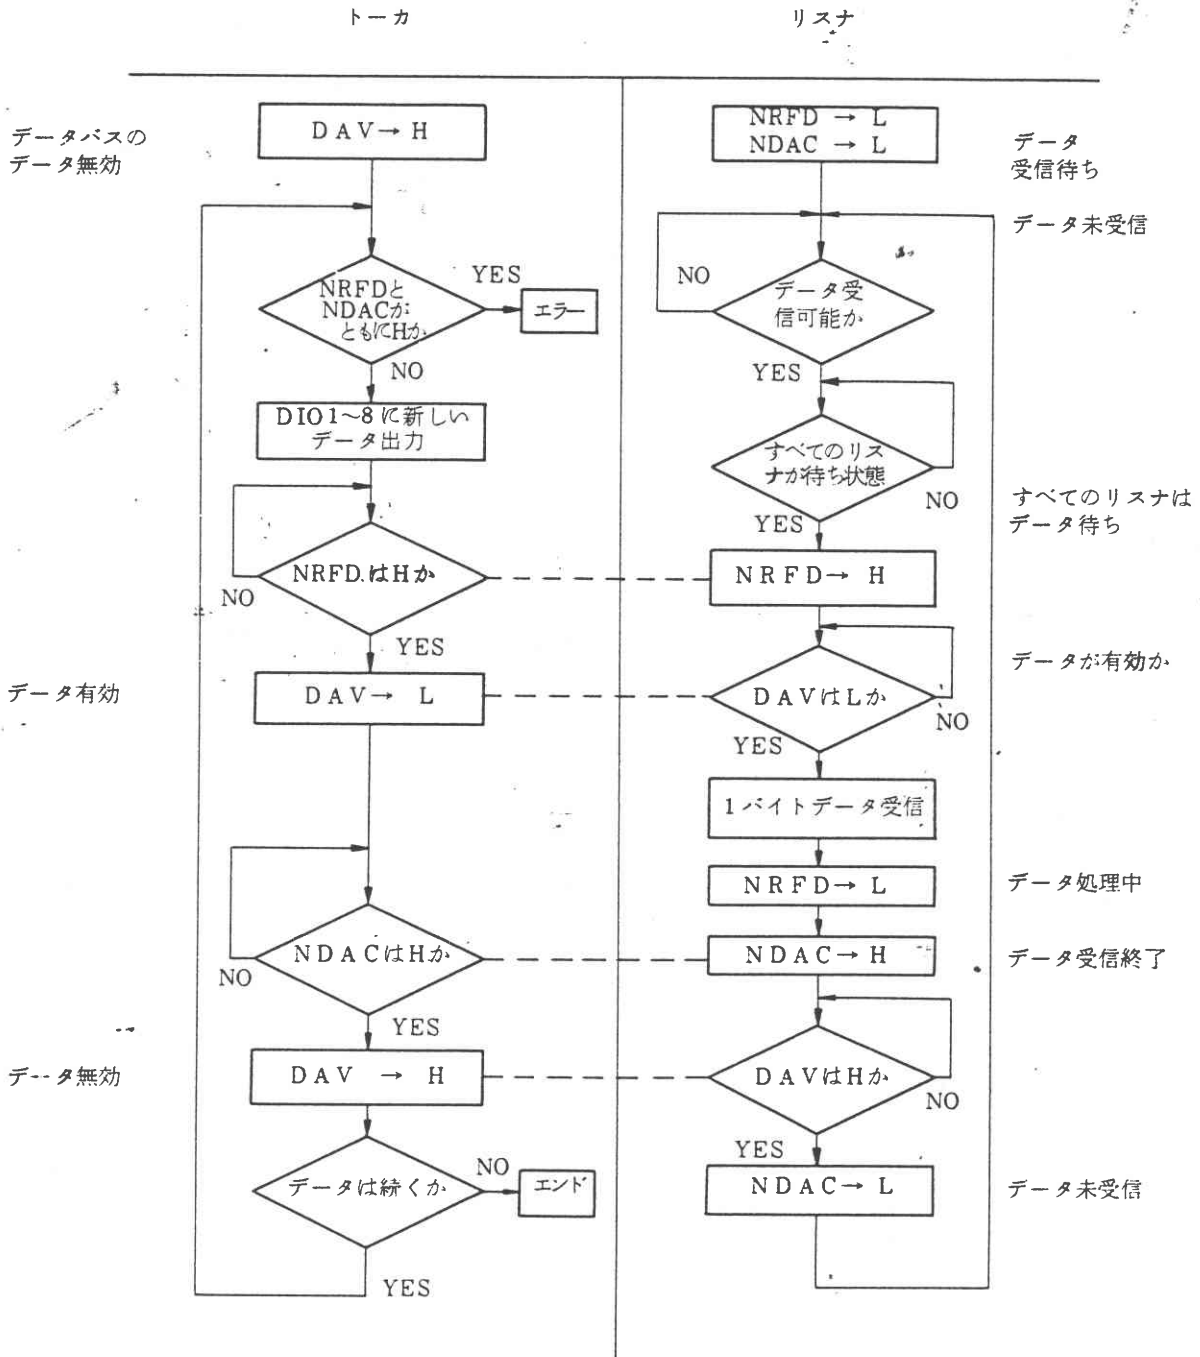 トーカ
リスナ
データバスの
データ無効
DAV→ H
NRFDと
NDACが
ともにHか
YES
エラー
NO
DIO1～8に新しい
データ出力
NRFDはHか
NO
YES
データ有効
DAV→ L
NDACはHか
NO
YES
データ無効
DAV → H
データは続くか
NO
エンド
YES
NRFD → L
NDAC → L
データ
受信待ち
データ未受信
NO
データ受
信可能か
YES
すべてのリス
ナが待ち状態
NO
YES
すべてのリスナは
データ待ち
NRFD→ H
データが有効か
DAVはLか
NO
YES
1バイトデータ受信
NRFD→ L
データ処理中
NDAC→ H
データ受信終了
DAVはHか
NO
YES
NDAC→ L
データ未受信